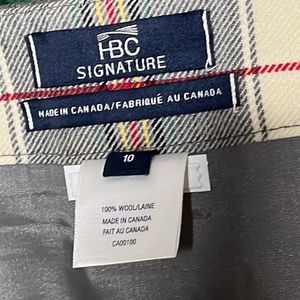 HBC
SIGNATURE
MADE IN CANADA/FABRIQUÉ AU CANADA
10
100% WOOL/LAINE
MADE IN CANADA
FAIT AU CANADA
CA00100